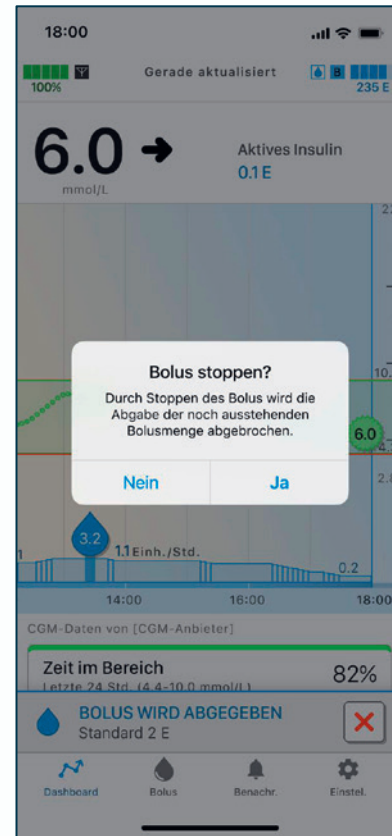 18:00
Gerade aktualisiert
B
100%
235 E
6.0
mmol/L
Aktives Insulin
0.1 E
10.
Bolus stoppen?
Durch Stoppen des Bolus wird die
Abgabe der noch ausstehenden
Bolusmenge abgebrochen.
6.0
Nein
Ja
3.2
1.1 Einh./Std.
0.2
14:00
16:00
18:00
CGM-Daten von [CGM-Anbieter]
Zeit im Bereich
82%
Letzte 24 Std. (4.4-10.0 mmol/L)
BOLUS WIRD ABGEGEBEN
Standard 2 E
Dashboard
Bolus
Benachr.
Einstel.